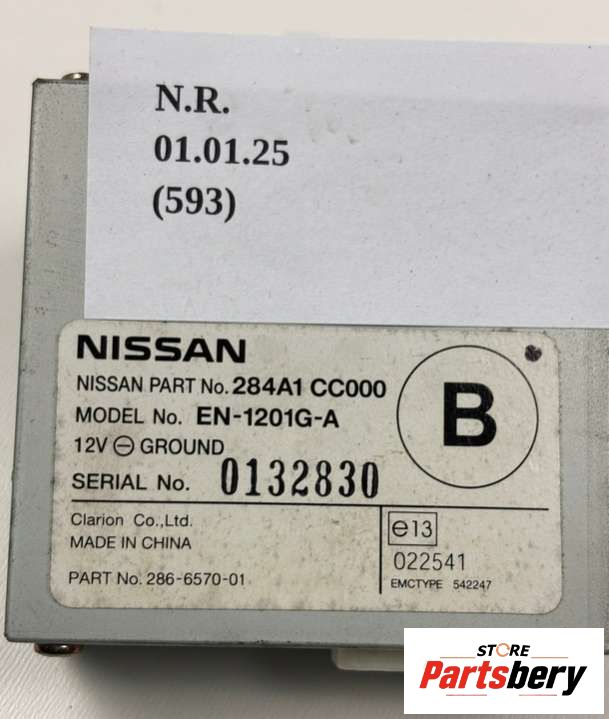 N.R.
01.01.25
(593)
NISSAN
NISSAN PART No. 284A1 CC000
MODEL No. EN-1201G-A
B
12V ⊖ GROUND
SERIAL No. 0132830
Clarion Co.,Ltd.
MADE IN CHINA
PART No. 286-6570-01
e13
022541
EMCTYPE 542247
STORE
Partsbery